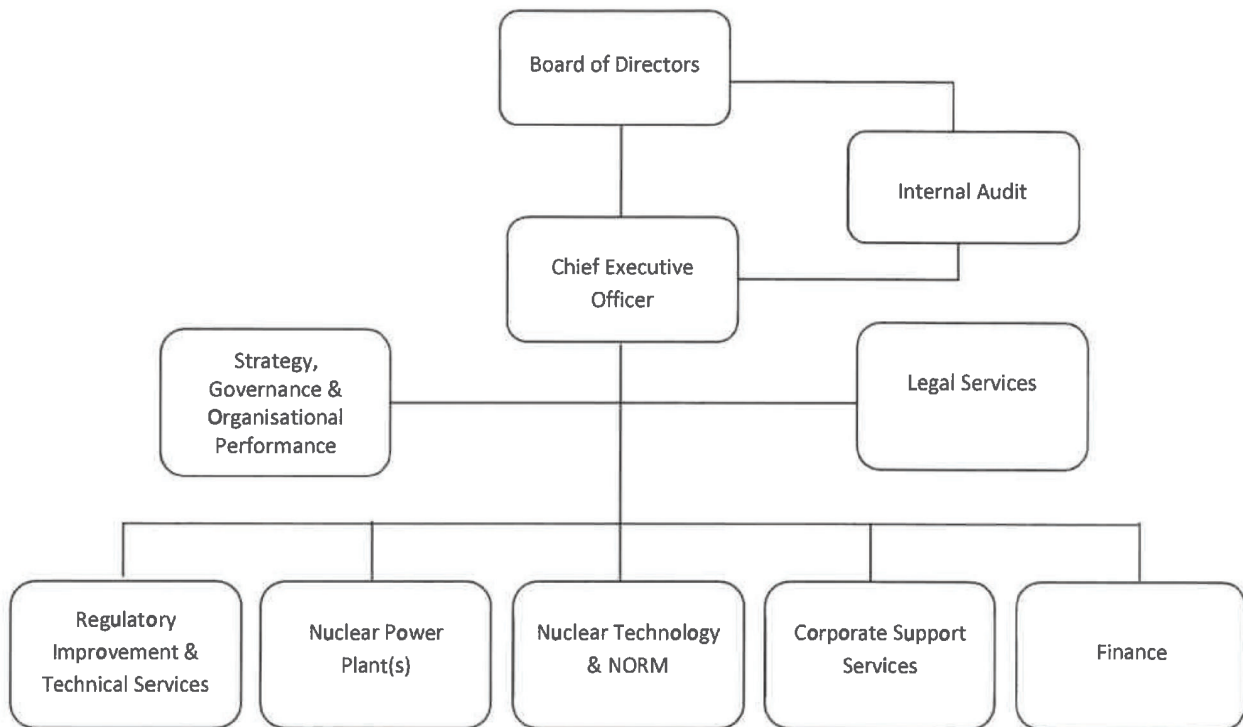 Board of Directors
Internal Audit
Chief Executive
Officer
Strategy,
Governance &
Organisational
Performance
Legal Services
Regulatory
Improvement &
Technical Services
Nuclear Power
Plant(s)
Nuclear Technology
& NORM
Corporate Support
Services
Finance